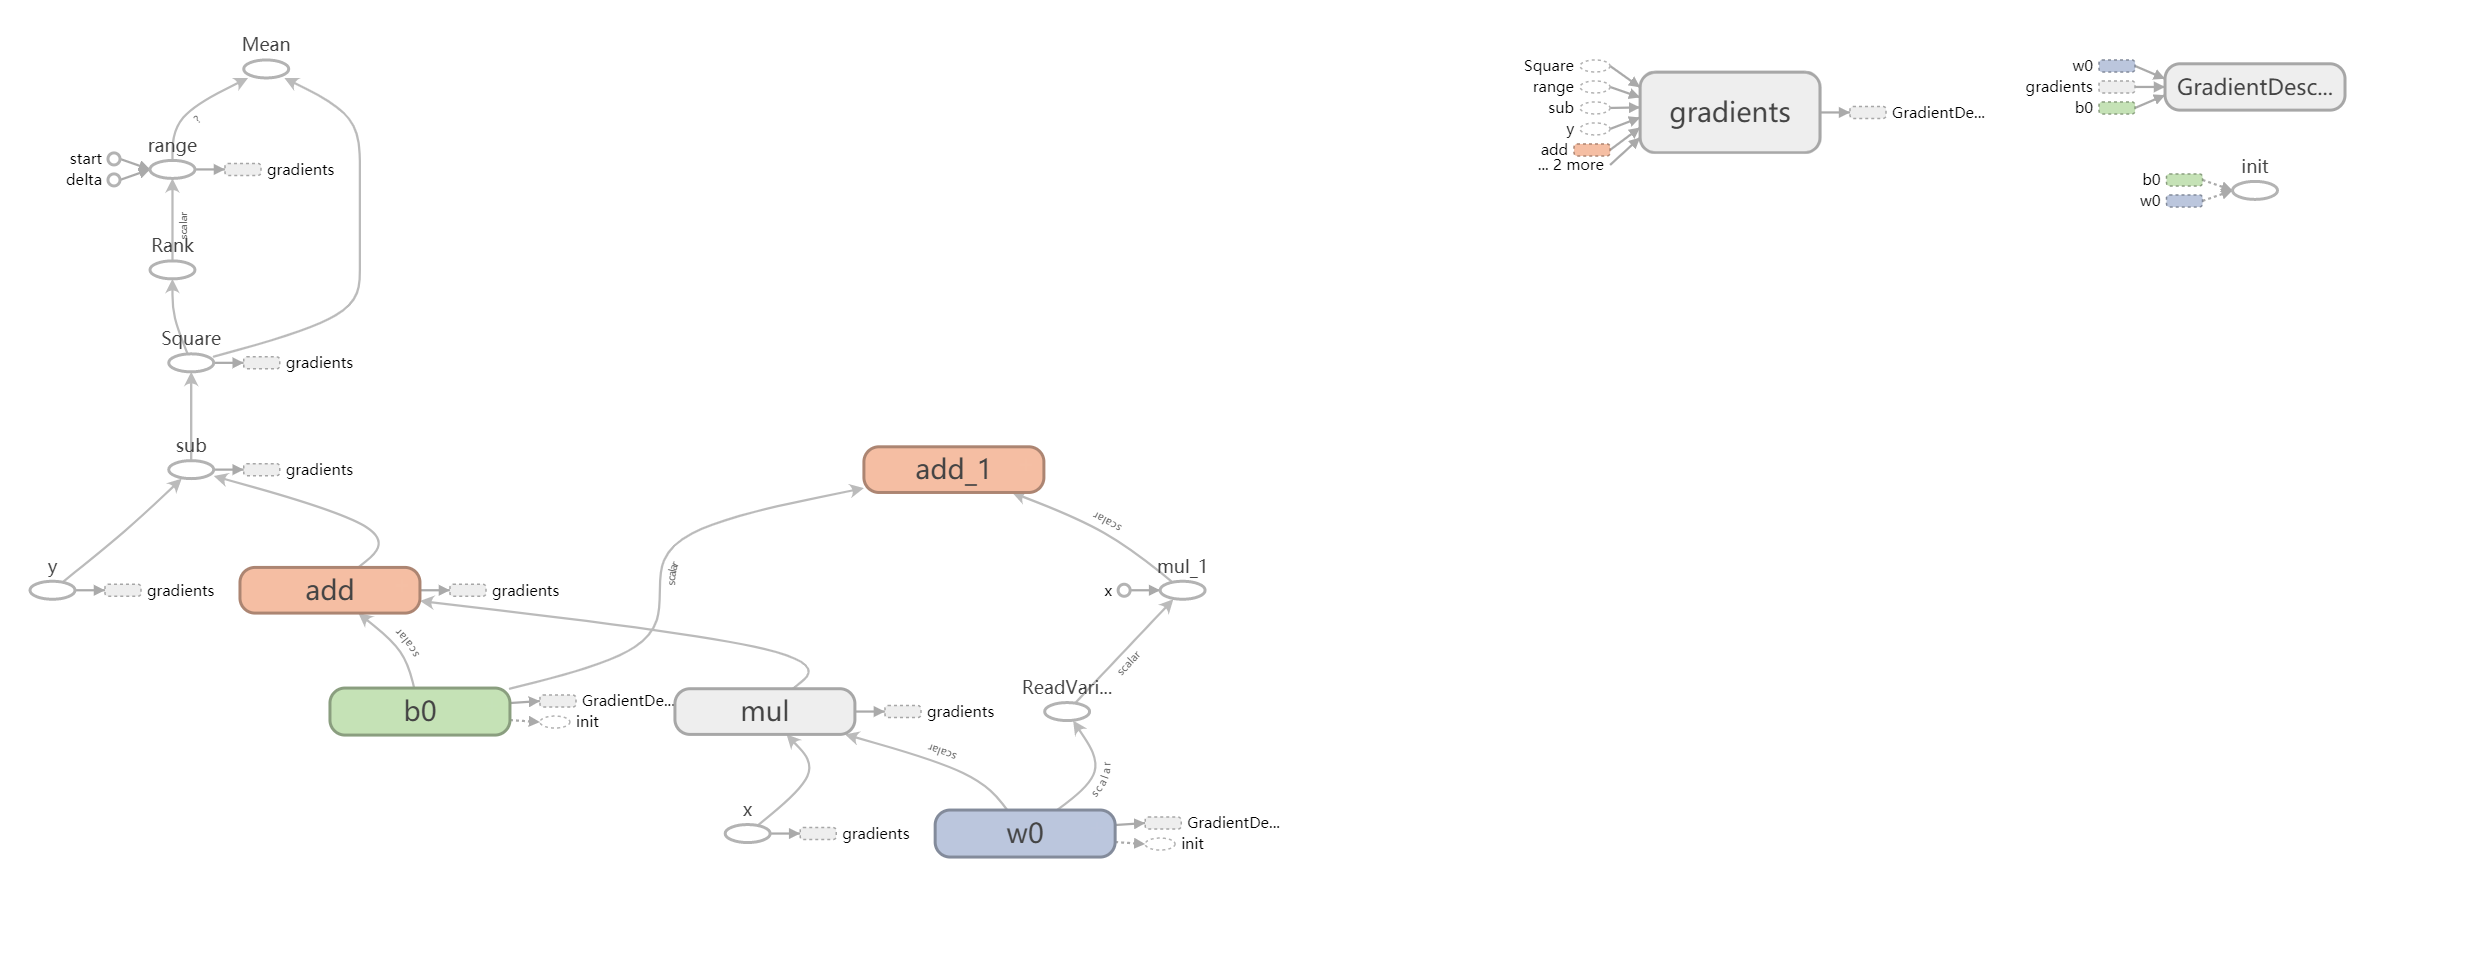 Mean
?
range
start
delta
gradients
scalar
Rank
Square
gradients
sub
gradients
y
gradients
add
gradients
scalar
b0
GradientDe...
init
scalar
add_1
scalar
mul_1
x
scalar
ReadVari...
mul
gradients
scalar
scalar
x
gradients
w0
GradientDe...
init
Square
range
sub
y
add
... 2 more
gradients
GradientDe...
w0
gradients
b0
GradientDesc...
init
b0
w0